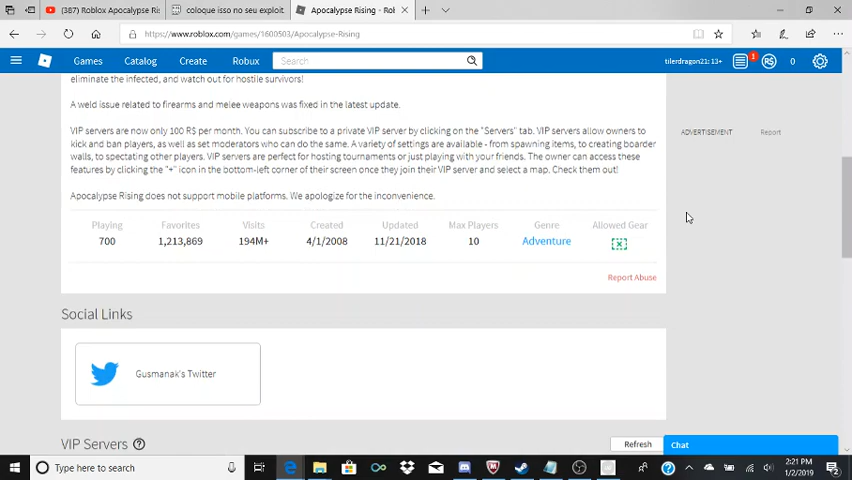 (387) Roblox Apocalypse Ris
coloque isso no seu exploit
Apocalypse Rising - Rob
https://www.roblox.com/games/1600503/Apocalypse-Rising
Games Catalog Create Robux Search tilerdragon21: 13+ 1 R$ 0
eliminate the infected, and watch out for hostile survivors!
A weld issue related to firearms and melee weapons was fixed in the latest update.
VIP servers are now only 100 R$ per month. You can subscribe to a private VIP server by clicking on the "Servers" tab. VIP servers allow owners to
kick and ban players, as well as set moderators who can do the same. A variety of settings are available - from spawning items, to creating boarder
walls, to spectating other players. VIP servers are perfect for hosting tournaments or just playing with your friends. The owner can access these
features by clicking the "+" icon in the bottom-left corner of their screen once they join their VIP server and select a map. Check them out!
Apocalypse Rising does not support mobile platforms. We apologize for the inconvenience.
ADVERTISEMENT Report
Playing Favorites Visits Created Updated Max Players Genre Allowed Gear
700 1,213,869 194M+ 4/1/2008 11/21/2018 10 Adventure
Report Abuse
Social Links
Gusmanak's Twitter
VIP Servers ?
Refresh
Chat
Type here to search
2:21 PM
1/2/2019
2